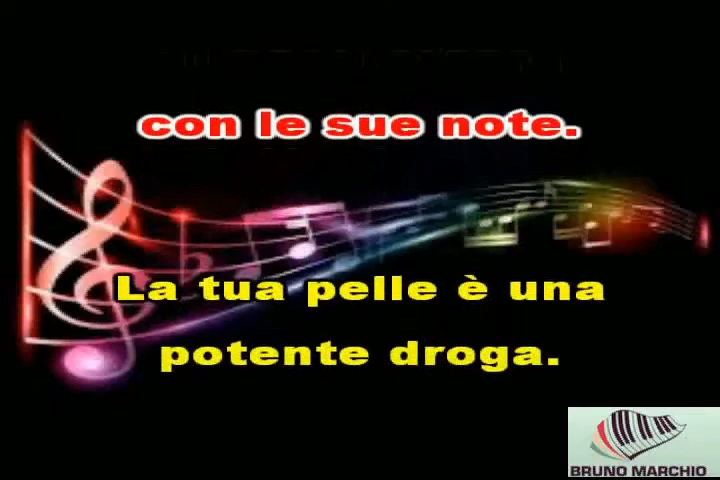 con le sue note.
La tua pelle è una
potente droga.
BRUNO MARCHIO